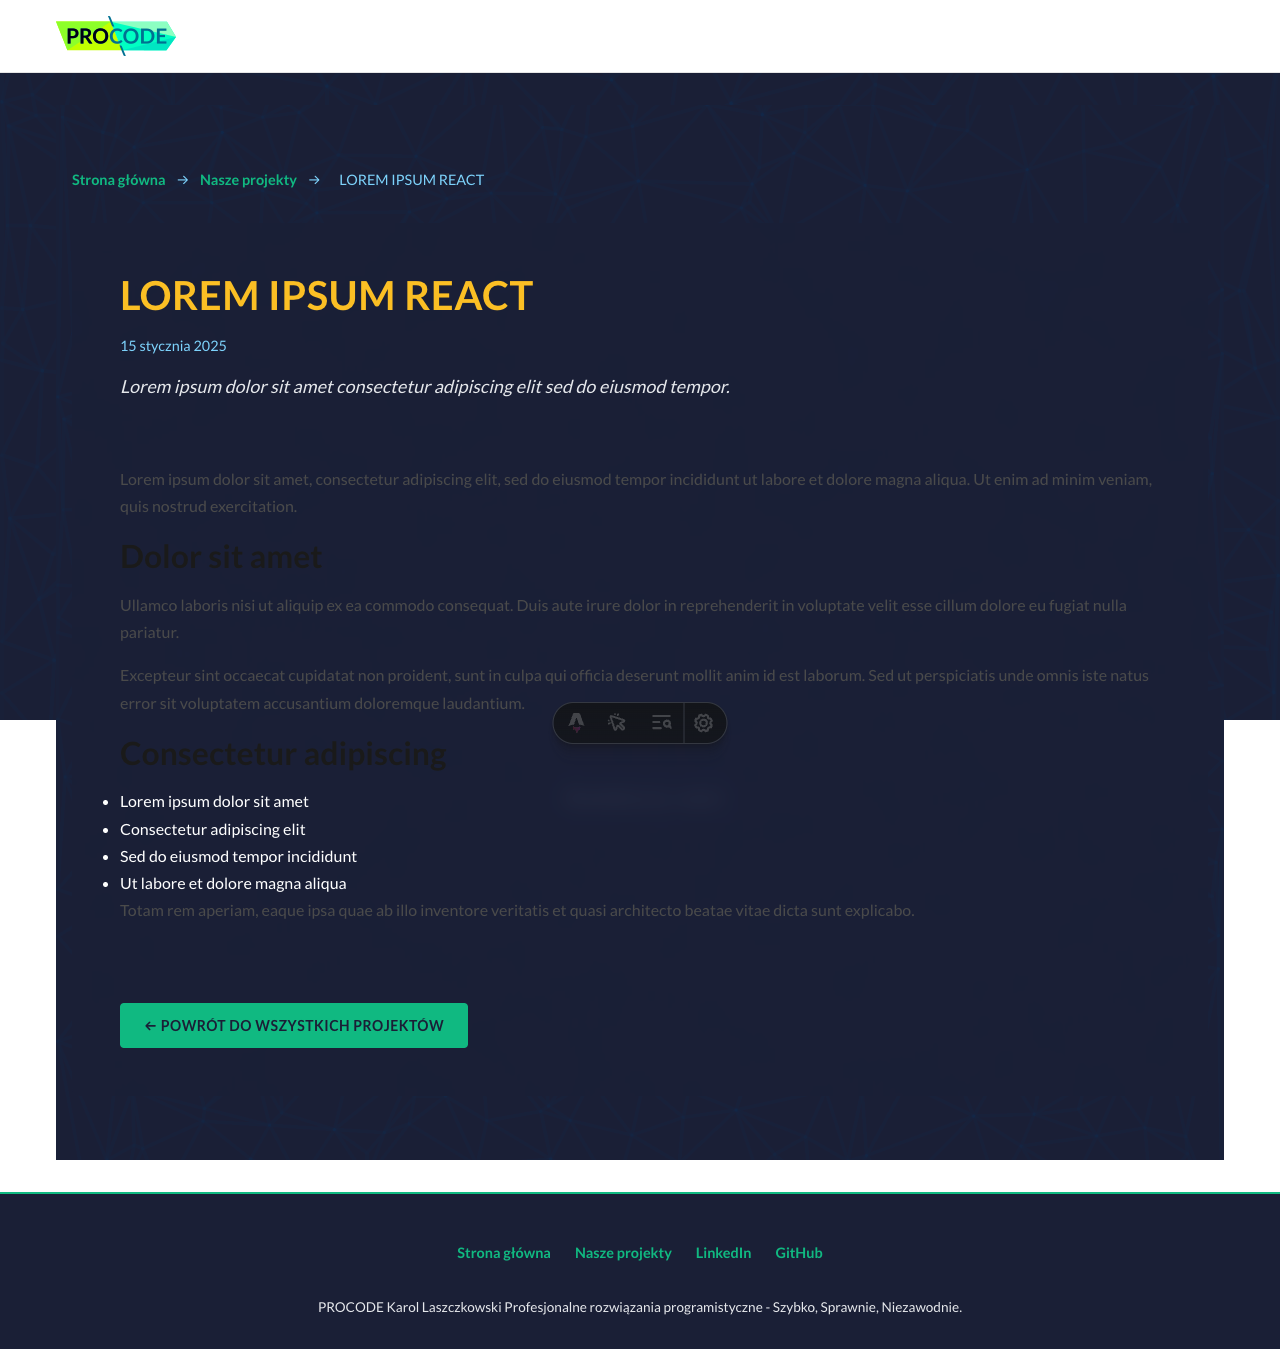 PROCODE
Strona główna → Nasze projekty → LOREM IPSUM REACT
LOREM IPSUM REACT
15 stycznia 2025
Lorem ipsum dolor sit amet consectetur adipiscing elit sed do eiusmod tempor.
Lorem ipsum dolor sit amet, consectetur adipiscing elit, sed do eiusmod tempor incididunt ut labore et dolore magna aliqua. Ut enim ad minim veniam,
quis nostrud exercitation.
Dolor sit amet
Ullamco laboris nisi ut aliquip ex ea commodo consequat. Duis aute irure dolor in reprehenderit in voluptate velit esse cillum dolore eu fugiat nulla
pariatur.
Excepteur sint occaecat cupidatat non proident, sunt in culpa qui officia deserunt mollit anim id est laborum. Sed ut perspiciatis unde omnis iste natus
error sit voluptatem accusantium doloremque laudantium.
Consectetur adipiscing
• Lorem ipsum dolor sit amet
• Consectetur adipiscing elit
• Sed do eiusmod tempor incididunt
• Ut labore et dolore magna aliqua
Totam rem aperiam, eaque ipsa quae ab illo inventore veritatis et quasi architecto beatae vitae dicta sunt explicabo.
← POWRÓT DO WSZYSTKICH PROJEKTÓW
Strona główna Nasze projekty LinkedIn GitHub
PROCODE Karol Laszczkowski Profesjonalne rozwiązania programistyczne - Szybko, Sprawnie, Niezawodnie.